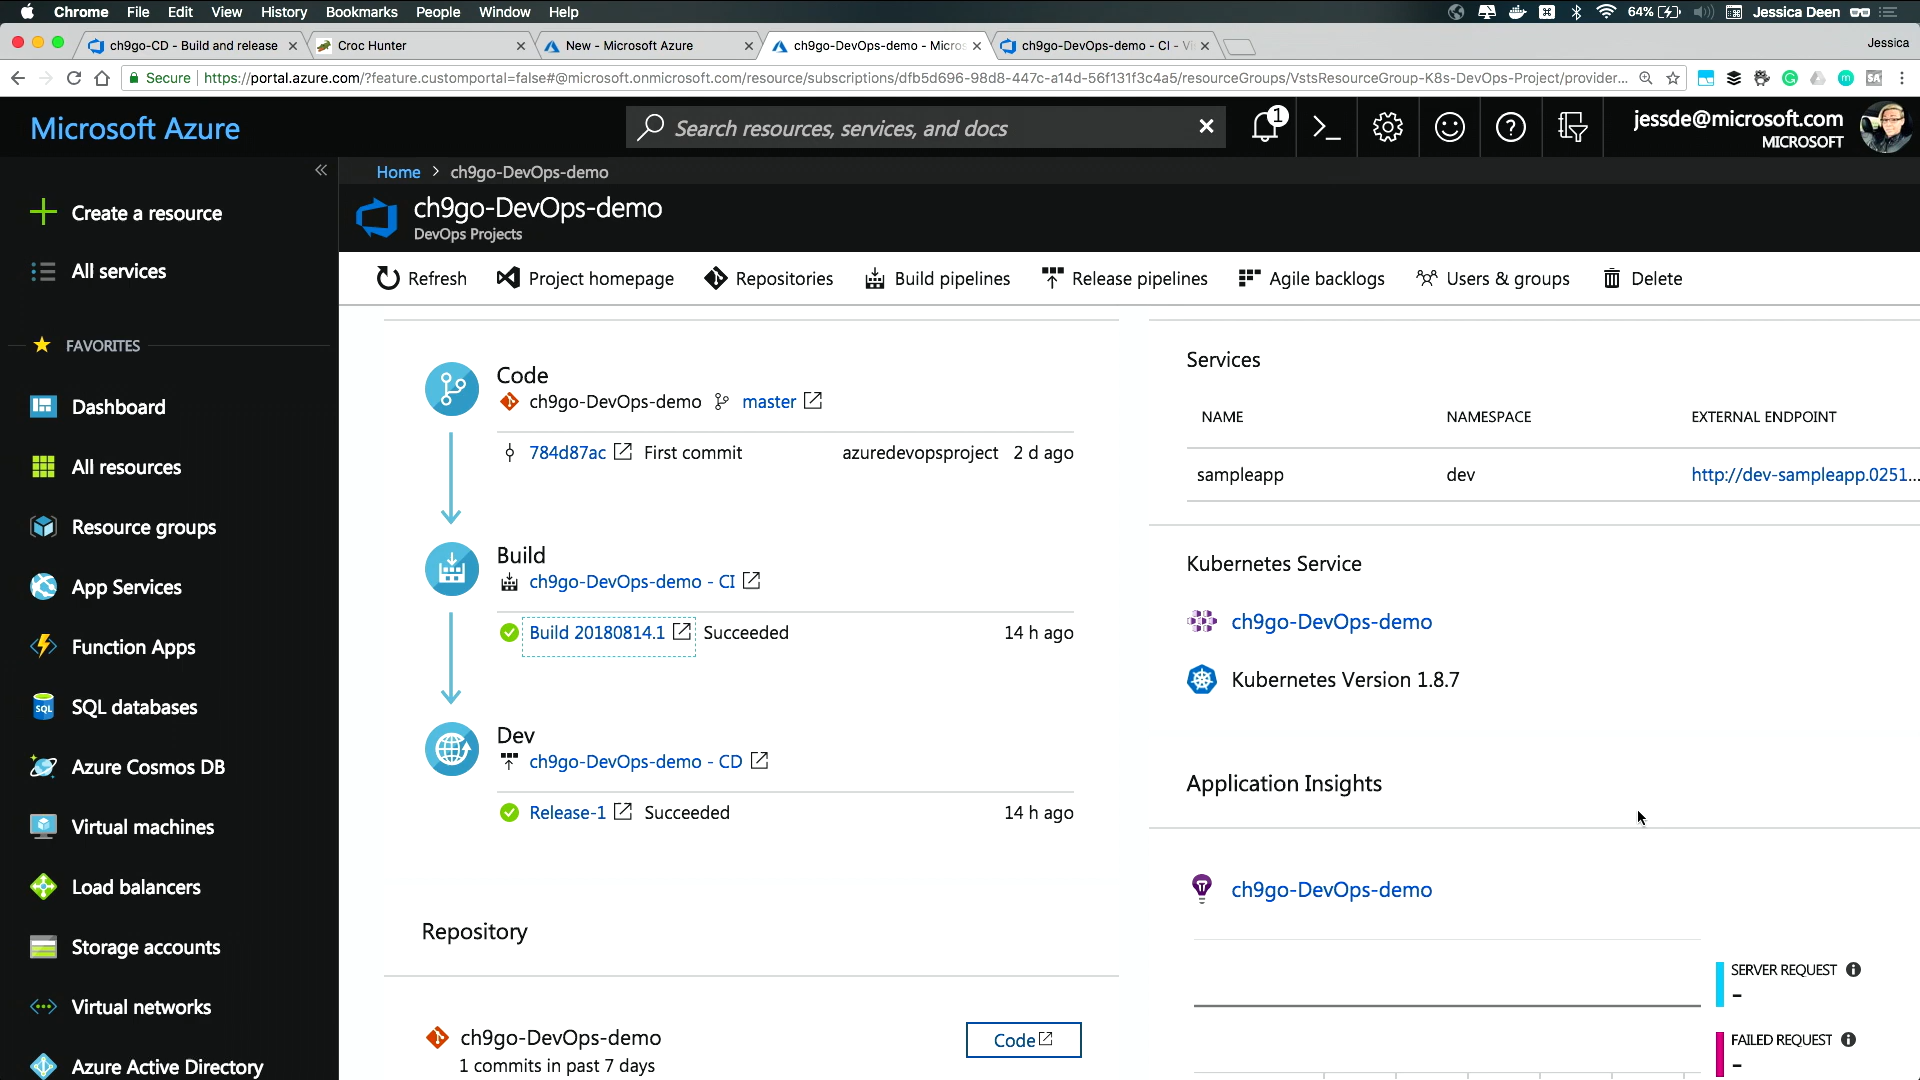 Chrome File Edit View History Bookmarks People Window Help 64% Jessica Deen
ch9go-CD - Build and release
Croc Hunter
New - Microsoft Azure
ch9go-DevOps-demo - Micros
ch9go-DevOps-demo - CI - Vi
Jessica
Secure https://portal.azure.com/?feature.customportal=false#@microsoft.onmicrosoft.com/resource/subscriptions/dfb5d696-98d8-447c-a14d-56f131f3c4a5/resourceGroups/VstsResourceGroup-K8s-DevOps-Project/provider...
Microsoft Azure
Search resources, services, and docs
1
jessde@microsoft.com
MICROSOFT
Home > ch9go-DevOps-demo
ch9go-DevOps-demo
DevOps Projects
Refresh Project homepage Repositories Build pipelines Release pipelines Agile backlogs Users & groups Delete
Create a resource
All services
FAVORITES
Dashboard
All resources
Resource groups
App Services
Function Apps
SQL databases
Azure Cosmos DB
Virtual machines
Load balancers
Storage accounts
Virtual networks
Azure Active Directory
Code
ch9go-DevOps-demo master
784d87ac First commit azuredevopsproject 2 d ago
Build
ch9go-DevOps-demo - CI
Build 20180814.1 Succeeded 14 h ago
Dev
ch9go-DevOps-demo - CD
Release-1 Succeeded 14 h ago
Repository
ch9go-DevOps-demo
1 commits in past 7 days
Code
Services
NAME NAMESPACE EXTERNAL ENDPOINT
sampleapp dev http://dev-sampleapp.0251...
Kubernetes Service
ch9go-DevOps-demo
Kubernetes Version 1.8.7
Application Insights
ch9go-DevOps-demo
SERVER REQUEST
-
FAILED REQUEST
-